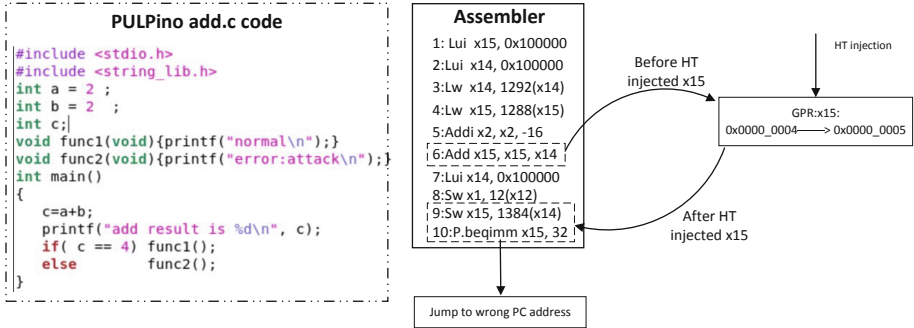 PULPino add.c code
#include <stdio.h>
#include <string_lib.h>
int a = 2 ;
int b = 2 ;
int c;
void func1(void){printf("normal\n");}
void func2(void){printf("error:attack\n");}
int main()
{
c=a+b;
printf("add result is %d\n", c);
if( c == 4) func1();
else func2();
}
Assembler
1: Lui x15, 0x100000
2:Lui x14, 0x100000
3:Lw x14, 1292(x14)
4:Lw x15, 1288(x15)
5:Addi x2, x2, -16
6:Add x15, x15, x14
7:Lui x14, 0x100000
8:Sw x1, 12(x12)
9:Sw x15, 1384(x14)
10:P.beqimm x15, 32
Jump to wrong PC address
Before HT
injected x15
HT injection
GPR:x15:
0x0000_0004 0x0000_0005
After HT
injected x15